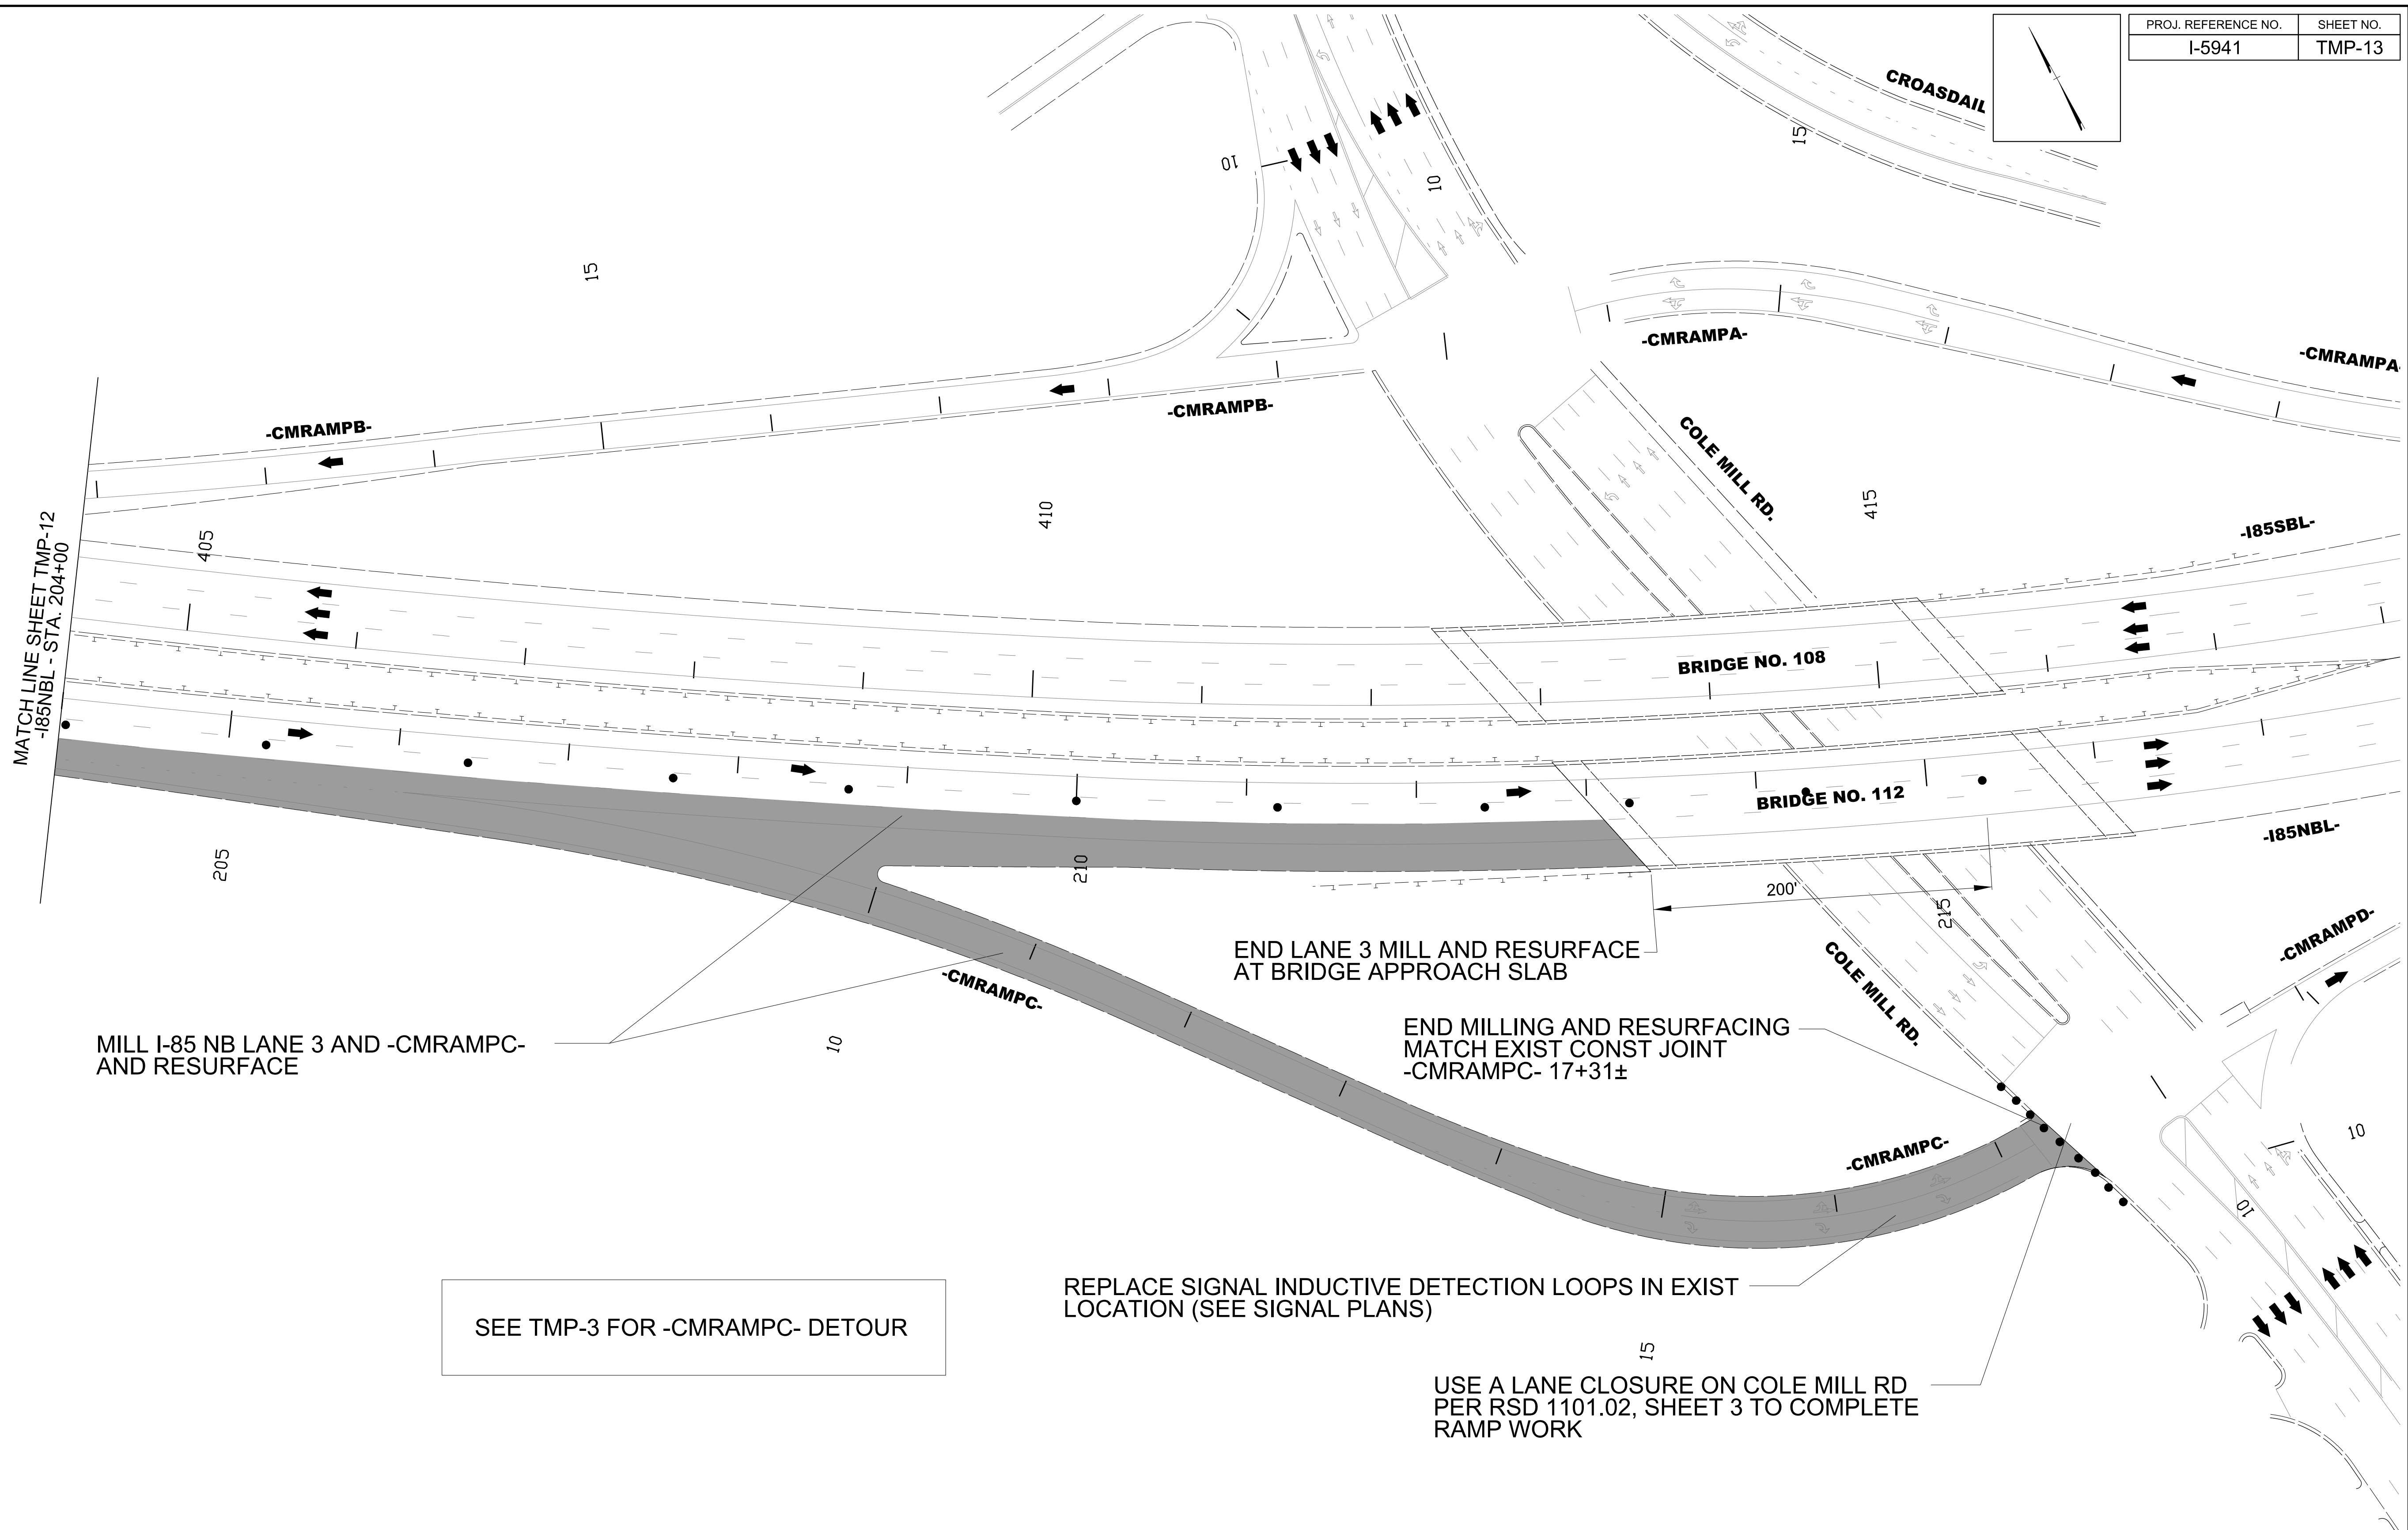 PROJ. REFERENCE NO.
SHEET NO.
I-5941
TMP-13
CROASDAIL
15
10
10
15
-CMRAMPA-
-CMRAMPA-
-CMRAMPB-
-CMRAMPB-
COLE MILL RD.
MATCH LINE SHEET TMP-12
-I85NBL - STA. 204+00
405
410
415
-I85SBL-
BRIDGE NO. 108
BRIDGE NO. 112
-I85NBL-
205
210
200'
215
END LANE 3 MILL AND RESURFACE
AT BRIDGE APPROACH SLAB
-CMRAMPC-
COLE MILL RD.
-CMRAMPD-
MILL I-85 NB LANE 3 AND -CMRAMPC-
AND RESURFACE
10
END MILLING AND RESURFACING
MATCH EXIST CONST JOINT
-CMRAMPC- 17+31±
-CMRAMPC-
10
10
REPLACE SIGNAL INDUCTIVE DETECTION LOOPS IN EXIST
LOCATION (SEE SIGNAL PLANS)
SEE TMP-3 FOR -CMRAMPC- DETOUR
15
USE A LANE CLOSURE ON COLE MILL RD
PER RSD 1101.02, SHEET 3 TO COMPLETE
RAMP WORK